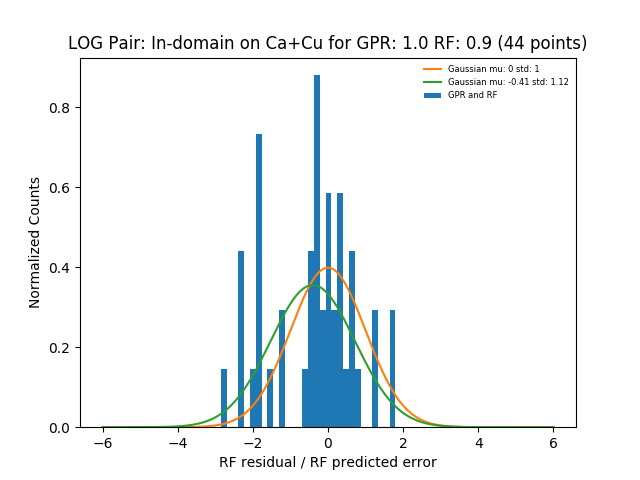 LOG Pair: In-domain on Ca+Cu for GPR: 1.0 RF: 0.9 (44 points)
Gaussian mu: 0 std: 1
Gaussian mu: -0.41 std: 1.12
GPR and RF
Normalized Counts
0.8
0.6
0.4
0.2
0.0
−6
−4
−2
0
2
4
6
RF residual / RF predicted error